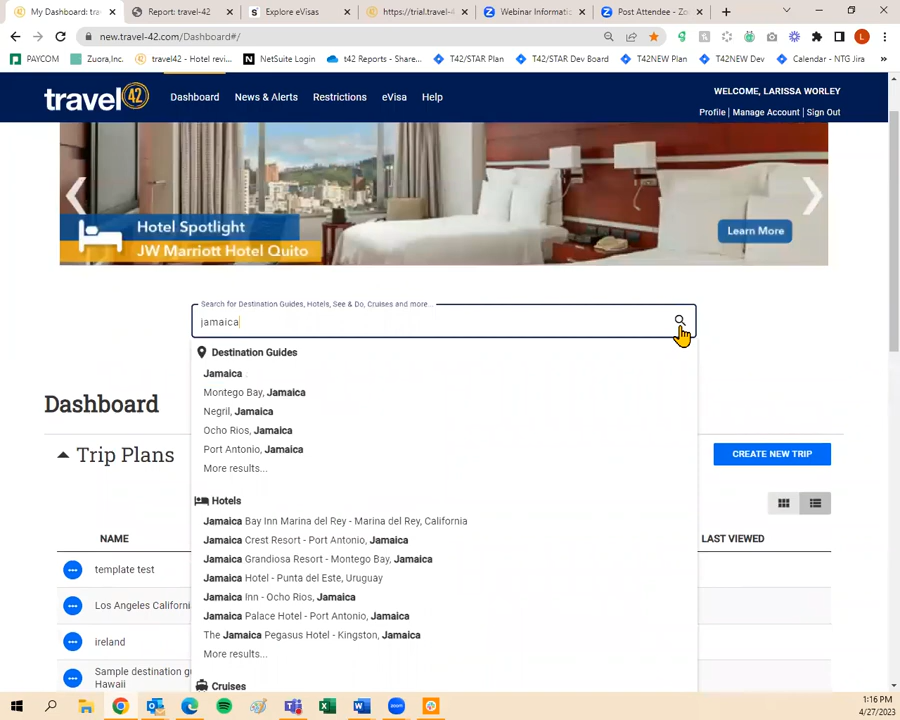 My Dashboard: tra
Report: travel-42
Explore eVisas
https://trial.travel-4
Webinar Informatic
Post Attendee - Zo
new.travel-42.com/Dashboard#/
PAYCOM
Zuora,Inc.
travel42 - Hotel revi...
NetSuite Login
t42 Reports - Share...
T42/STAR Plan
T42/STAR Dev Board
T42NEW Plan
T42NEW Dev
Calendar - NTG Jira
travel 42
Dashboard
News & Alerts
Restrictions
eVisa
Help
WELCOME, LARISSA WORLEY
Profile | Manage Account | Sign Out
Hotel Spotlight
JW Marriott Hotel Quito
Learn More
Search for Destination Guides, Hotels, See & Do, Cruises and more...
jamaica
Destination Guides
Jamaica
Montego Bay, Jamaica
Negril, Jamaica
Ocho Rios, Jamaica
Port Antonio, Jamaica
More results...
Hotels
Jamaica Bay Inn Marina del Rey - Marina del Rey, California
Jamaica Crest Resort - Port Antonio, Jamaica
Jamaica Grandiosa Resort - Montego Bay, Jamaica
Jamaica Hotel - Punta del Este, Uruguay
Jamaica Inn - Ocho Rios, Jamaica
Jamaica Palace Hotel - Port Antonio, Jamaica
The Jamaica Pegasus Hotel - Kingston, Jamaica
More results...
Cruises
Dashboard
Trip Plans
CREATE NEW TRIP
NAME
LAST VIEWED
template test
Los Angeles California
ireland
Sample destination gu
Hawaii
1:16 PM
4/27/2023